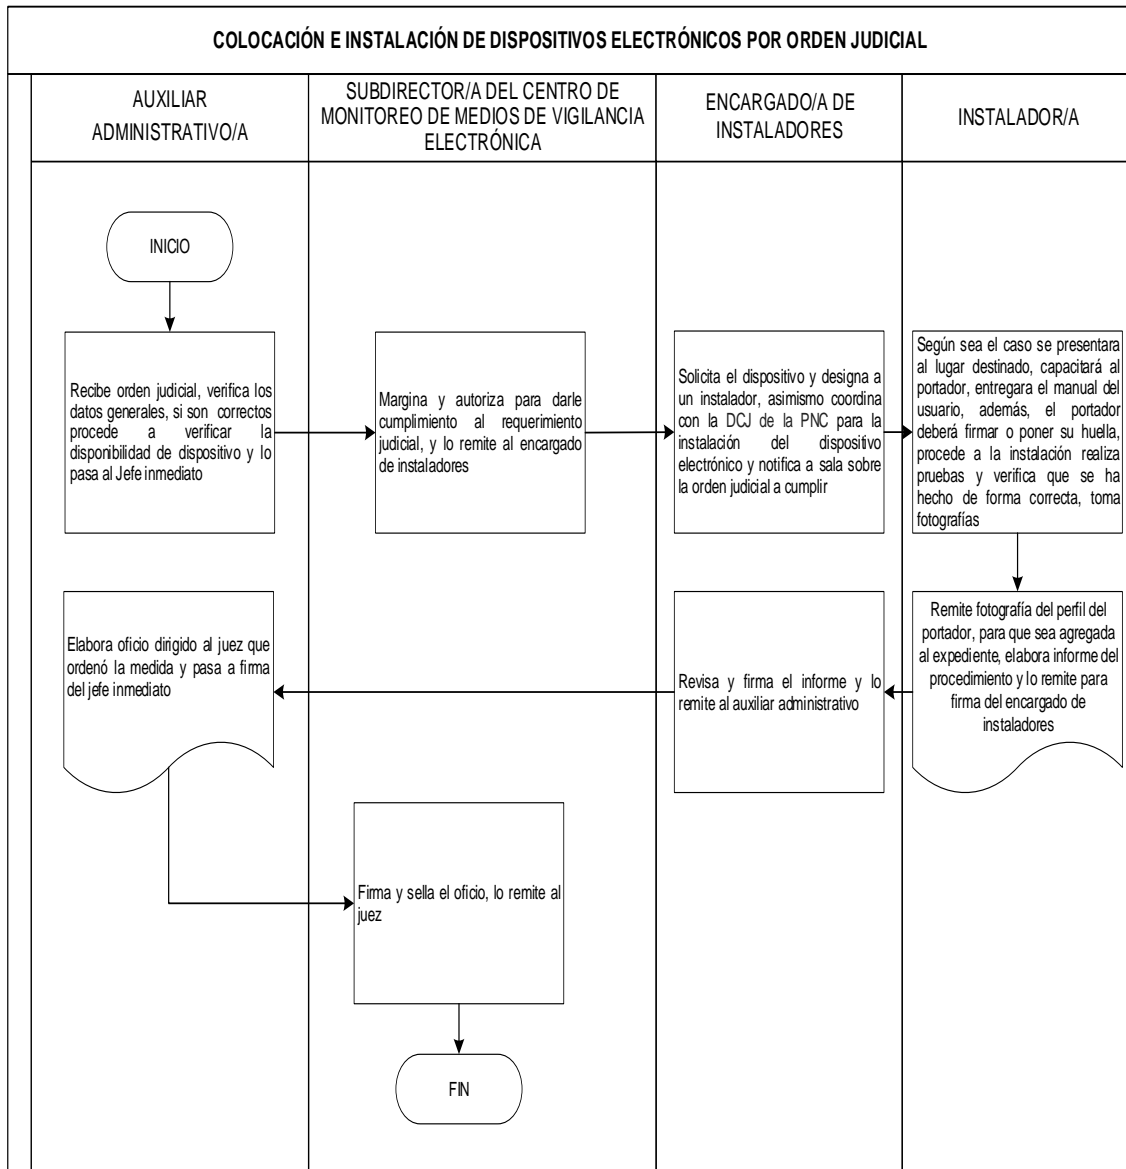 COLOCACIÓN E INSTALACIÓN DE DISPOSITIVOS ELECTRÓNICOS POR ORDEN JUDICIAL
AUXILIAR
ADMINISTRATIVO/A
SUBDIRECTOR/A DEL CENTRO DE
MONITOREO DE MEDIOS DE VIGILANCIA
ELECTRÓNICA
ENCARGADO/A DE
INSTALADORES
INSTALADOR/A
INICIO
Recibe orden judicial, verifica los
datos generales, si son correctos
procede a verificar la
disponibilidad de dispositivo y lo
pasa al Jefe inmediato
Margina y autoriza para darle
cumplimiento al requerimiento
judicial, y lo remite al encargado
de instaladores
Solicita el dispositivo y designa a
un instalador, asimismo coordina
con la DCJ de la PNC para la
instalación del dispositivo
electrónico y notifica a sala sobre
la orden judicial a cumplir
Según sea el caso se presentara
al lugar destinado, capacitará al
portador, entregara el manual del
usuario, además, el portador
deberá firmar o poner su huella,
procede a la instalación realiza
pruebas y verifica que se ha
hecho de forma correcta, toma
fotografías
Remite fotografía del perfil del
portador, para que sea agregada
al expediente, elabora informe del
procedimiento y lo remite para
firma del encargado de
instaladores
Revisa y firma el informe y lo
remite al auxiliar administrativo
Elabora oficio dirigido al juez que
ordenó la medida y pasa a firma
del jefe inmediato
Firma y sella el oficio, lo remite al
juez
FIN